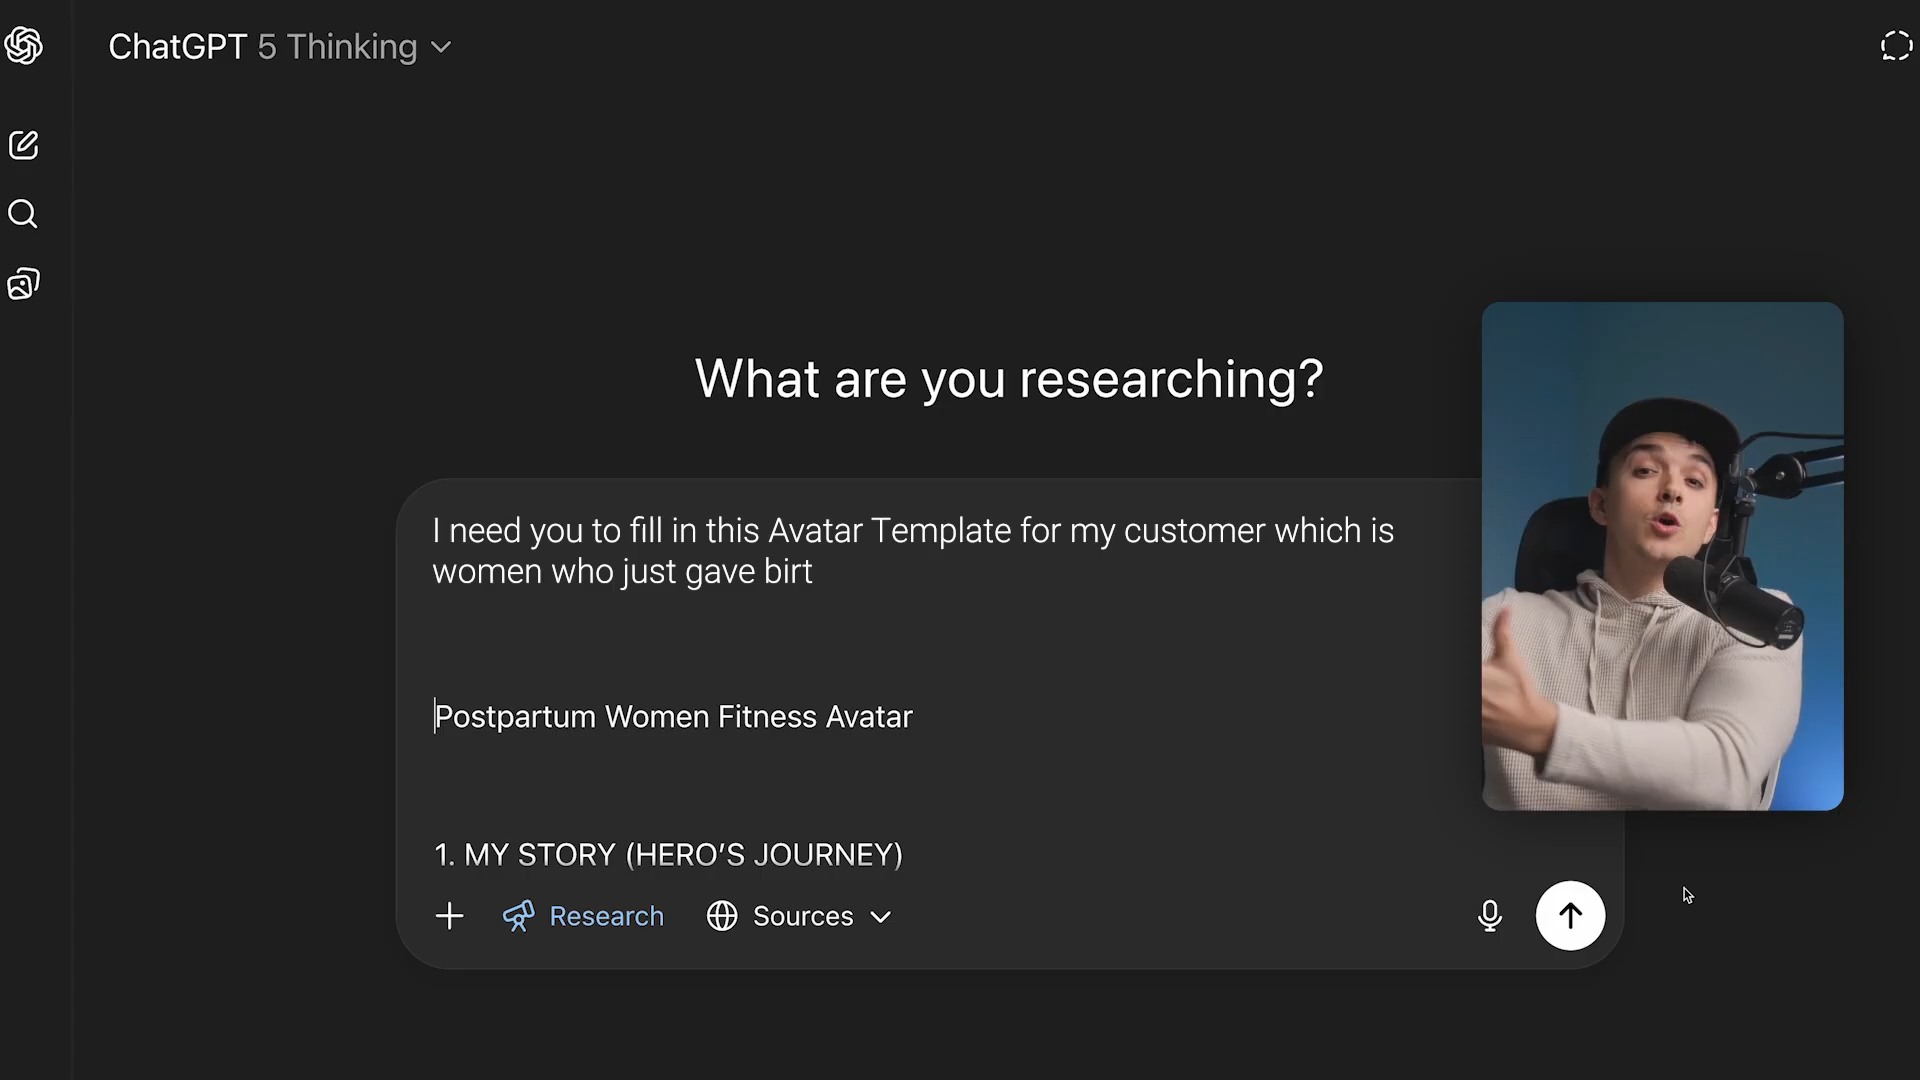 ChatGPT 5 Thinking
What are you researching?
I need you to fill in this Avatar Template for my customer which is
women who just gave birt
Postpartum Women Fitness Avatar
1. MY STORY (HERO’S JOURNEY)
Research
Sources